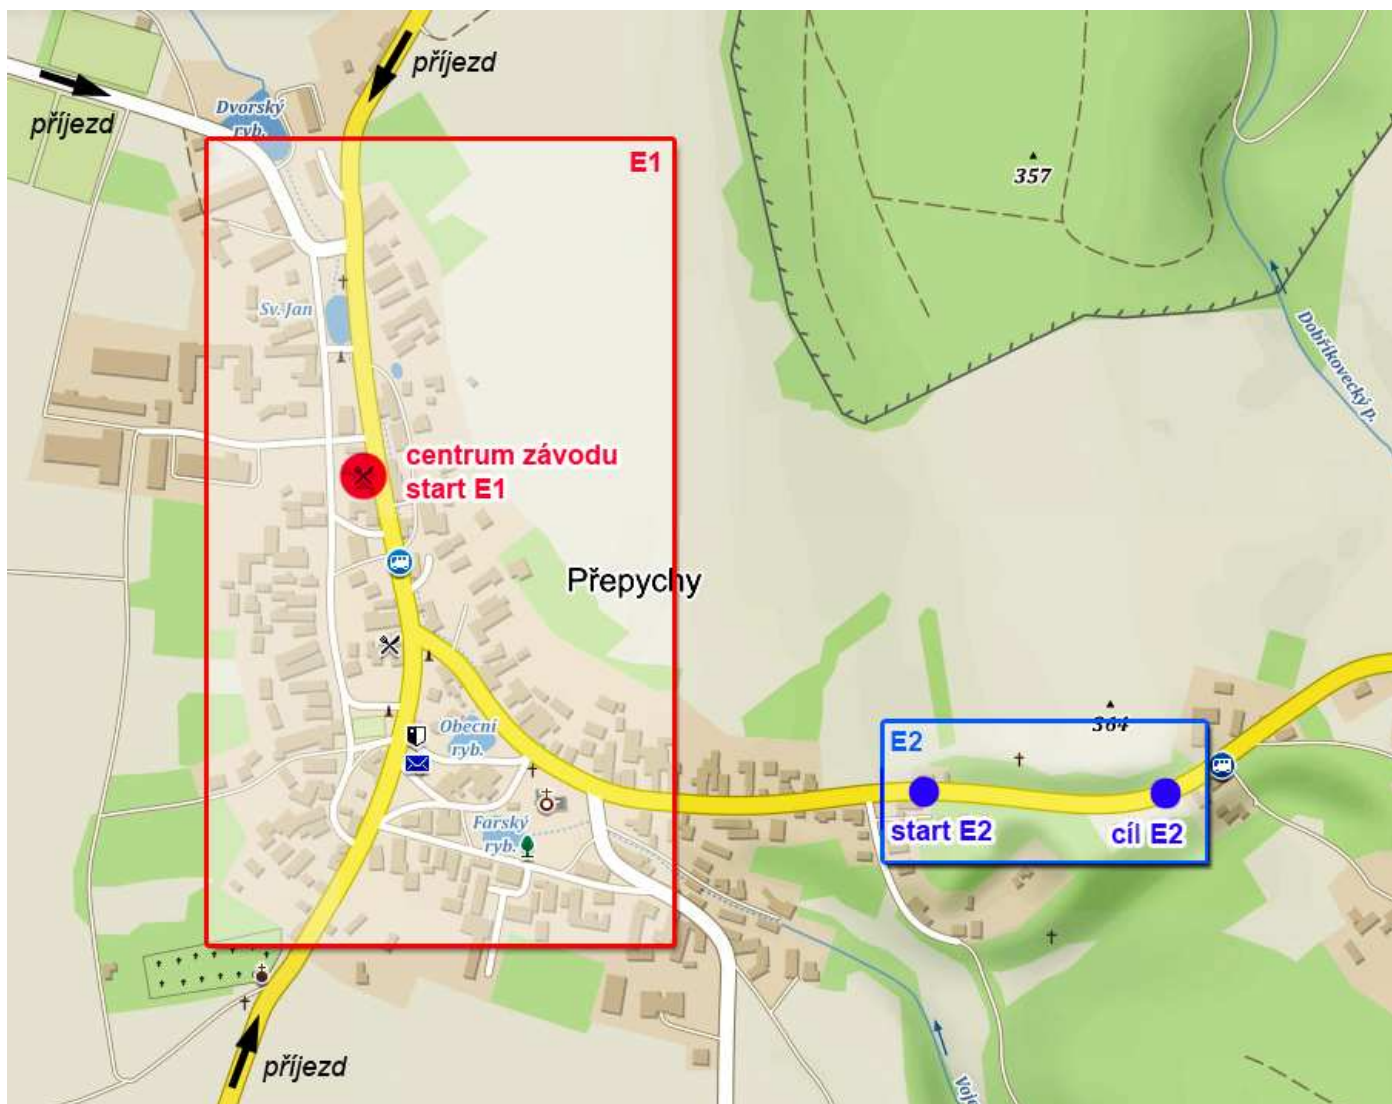 příjezd
příjezd
Dvorský
ryb.
E1
357
Sv. Jan
Dobříkovecký p.
centrum závodu
start E1
Přepychy
364
Obecní
ryb.
E2
start E2
cíl E2
Farský
ryb.
příjezd